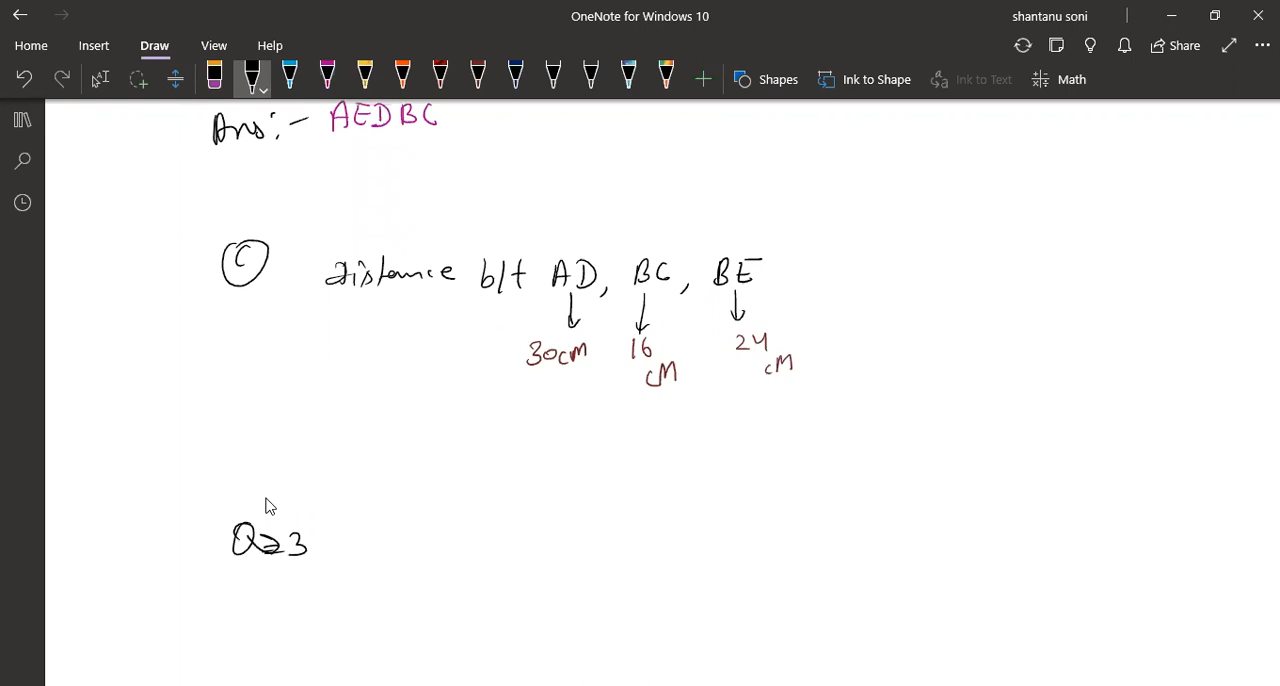 OneNote for Windows 10
shantanu soni
Home Insert Draw View Help
Share
Shapes Ink to Shape Ink to Text Math
Ans:- AEDBC
C Distance b/t AD, BC, BE
30cM 16 cM 24 cM
Q 3